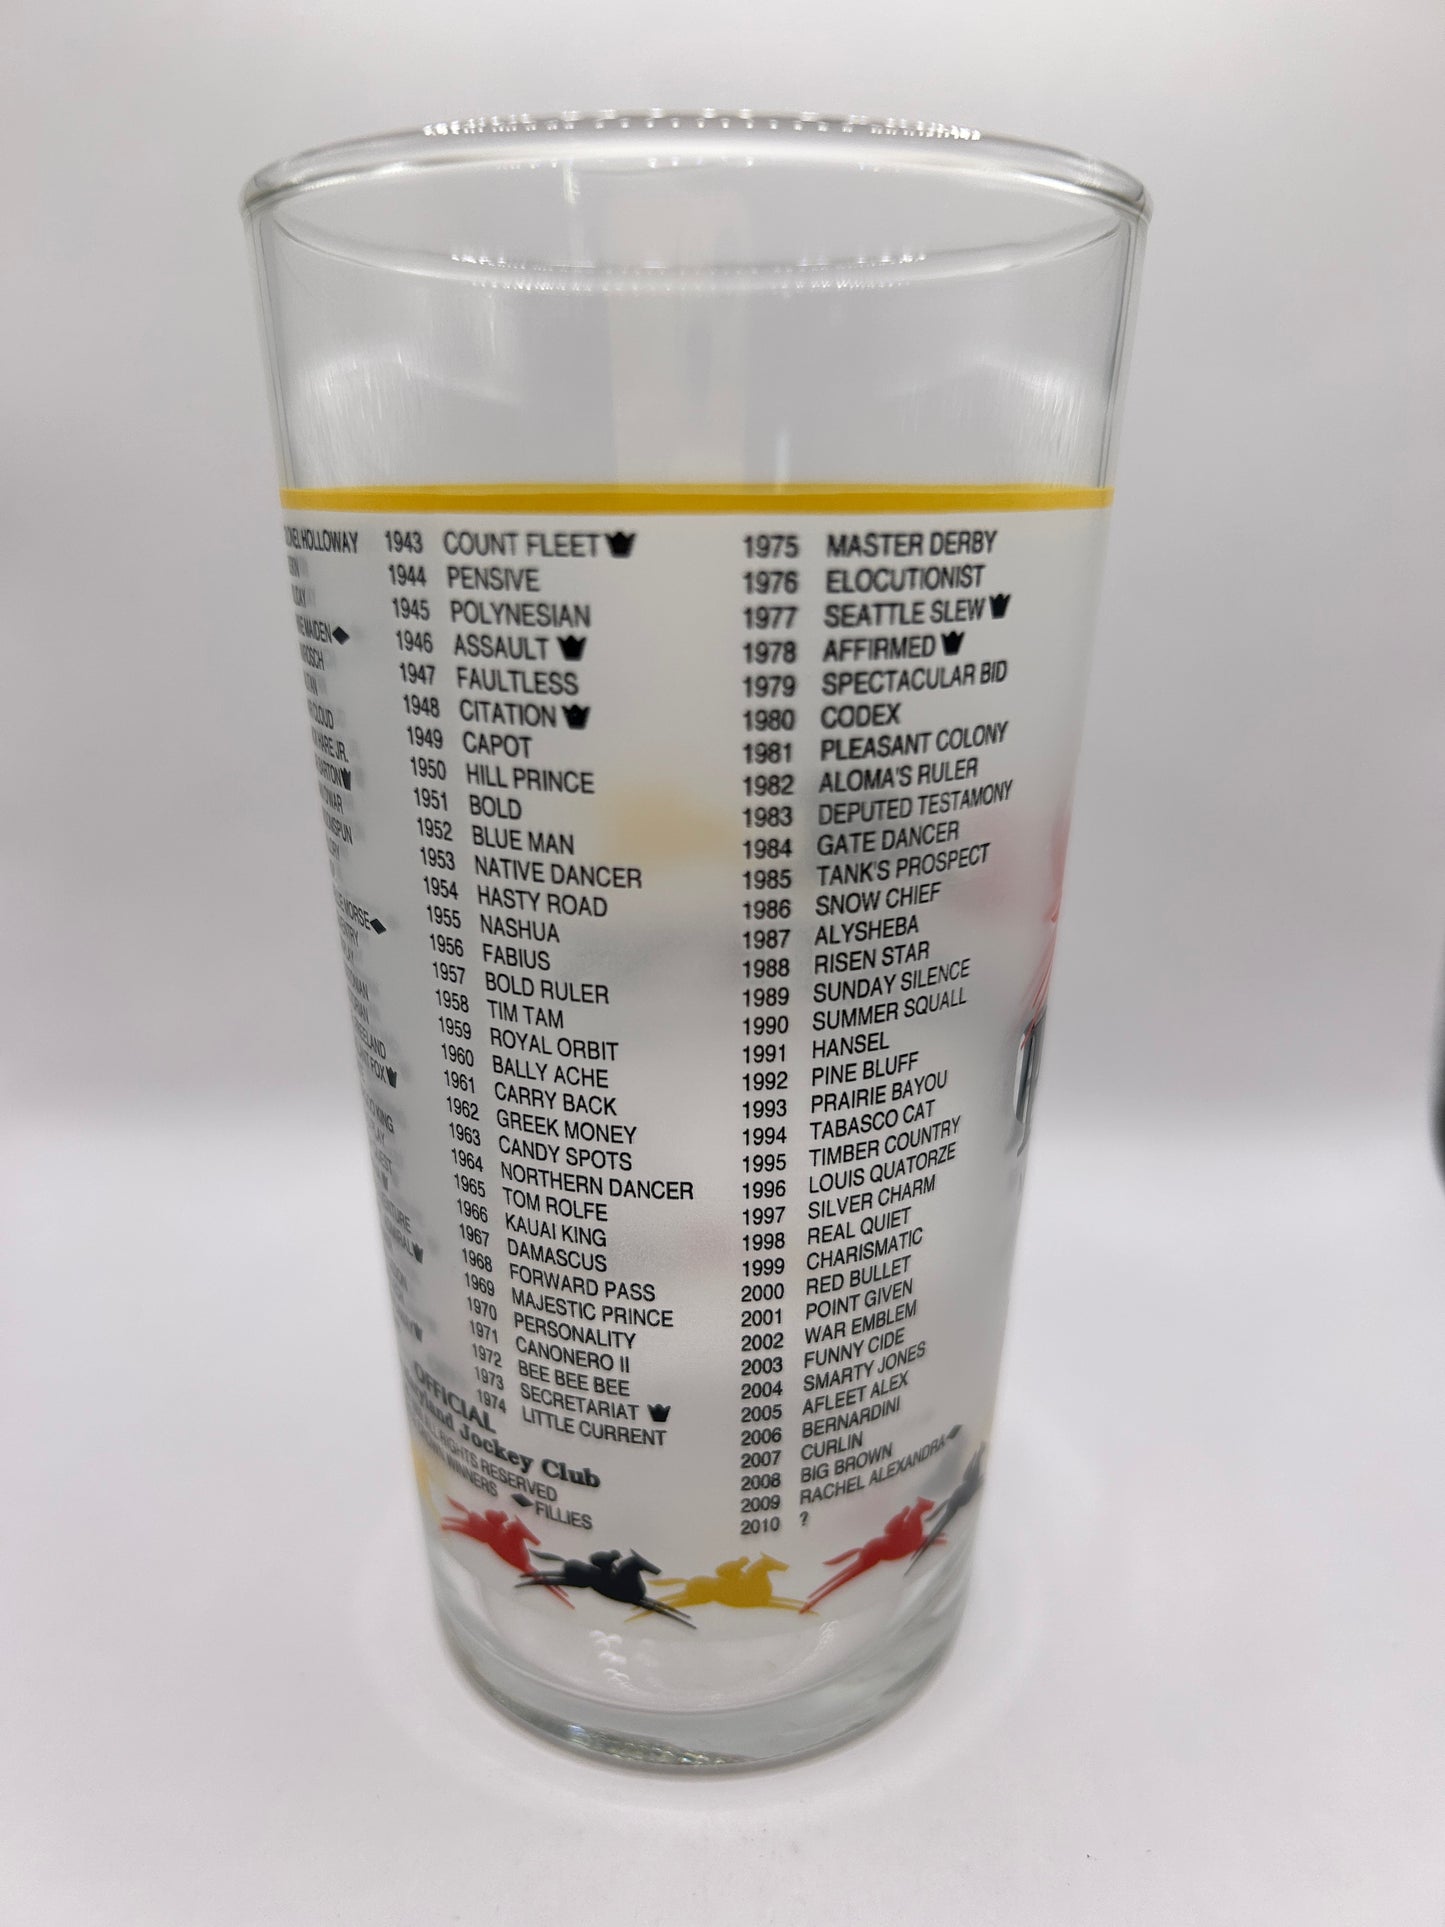 HOLLOWAY
MAIDEN
CLOUD
HARE JR.
MORSE
FREELAND
FOX
KING
1943 COUNT FLEET
1944 PENSIVE
1945 POLYNESIAN
1946 ASSAULT
1947 FAULTLESS
1948 CITATION
1949 CAPOT
1950 HILL PRINCE
1951 BOLD
1952 BLUE MAN
1953 NATIVE DANCER
1954 HASTY ROAD
1955 NASHUA
1956 FABIUS
1957 BOLD RULER
1958 TIM TAM
1959 ROYAL ORBIT
1960 BALLY ACHE
1961 CARRY BACK
1962 GREEK MONEY
1963 CANDY SPOTS
1964 NORTHERN DANCER
1965 TOM ROLFE
1966 KAUAI KING
1967 DAMASCUS
1968 FORWARD PASS
1969 MAJESTIC PRINCE
1970 PERSONALITY
1971 CANONERO II
1972 BEE BEE BEE
1973 SECRETARIAT
1974 LITTLE CURRENT
OFFICIAL
Jockey Club
ALL RIGHTS RESERVED
WINNERS FILLIES
1975 MASTER DERBY
1976 ELOCUTIONIST
1977 SEATTLE SLEW
1978 AFFIRMED
1979 SPECTACULAR BID
1980 CODEX
1981 PLEASANT COLONY
1982 ALOMA'S RULER
1983 DEPUTED TESTAMONY
1984 GATE DANCER
1985 TANK'S PROSPECT
1986 SNOW CHIEF
1987 ALYSHEBA
1988 RISEN STAR
1989 SUNDAY SILENCE
1990 SUMMER SQUALL
1991 HANSEL
1992 PINE BLUFF
1993 PRAIRIE BAYOU
1994 TABASCO CAT
1995 TIMBER COUNTRY
1996 LOUIS QUATORZE
1997 SILVER CHARM
1998 REAL QUIET
1999 CHARISMATIC
2000 RED BULLET
2001 POINT GIVEN
2002 WAR EMBLEM
2003 FUNNY CIDE
2004 SMARTY JONES
2005 AFLEET ALEX
2006 BERNARDINI
2007 CURLIN
2008 BIG BROWN
2009 RACHEL ALEXANDRA
2010 ?